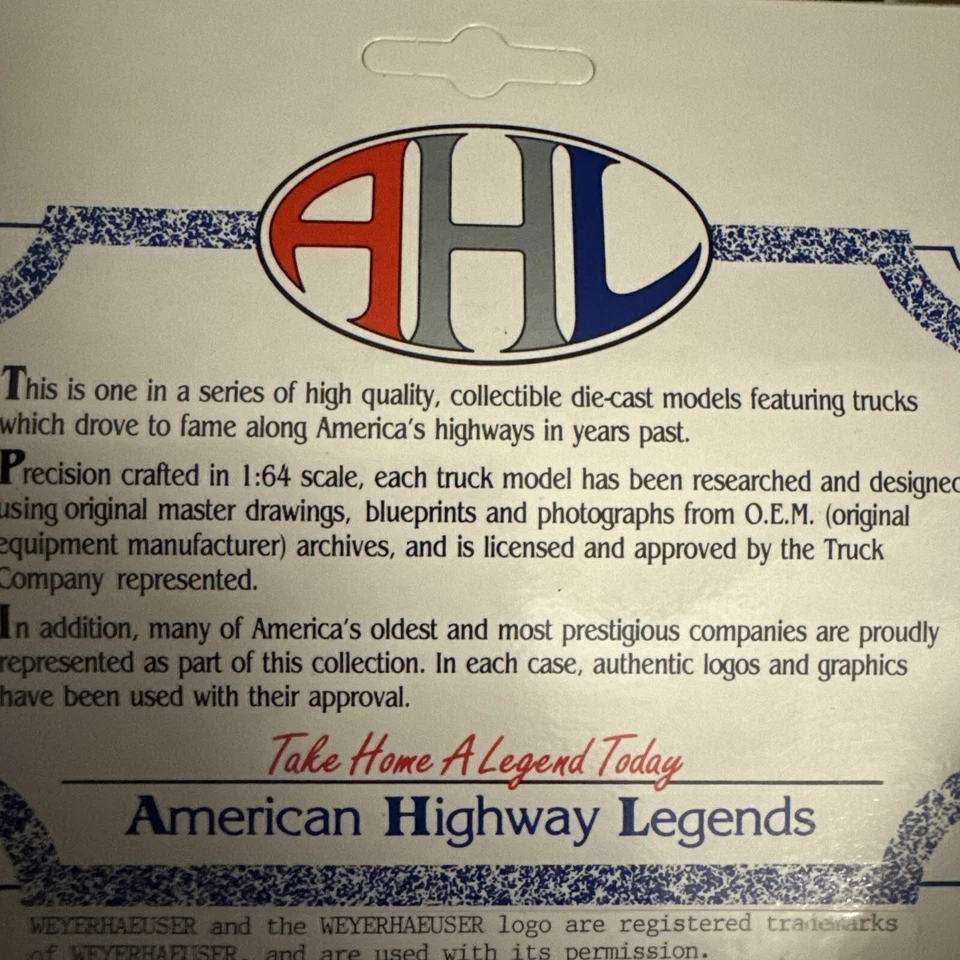 AHL
This is one in a series of high quality, collectible die-cast models featuring trucks
which drove to fame along America's highways in years past.
Precision crafted in 1:64 scale, each truck model has been researched and designed
using original master drawings, blueprints and photographs from O.E.M. (original
equipment manufacturer) archives, and is licensed and approved by the Truck
Company represented.
In addition, many of America's oldest and most prestigious companies are proudly
represented as part of this collection. In each case, authentic logos and graphics
have been used with their approval.
Take Home A Legend Today
American Highway Legends
WEYERHAEUSER and the WEYERHAEUSER logo are registered trademarks
of WEYERHAEUSER, and are used with its permission.